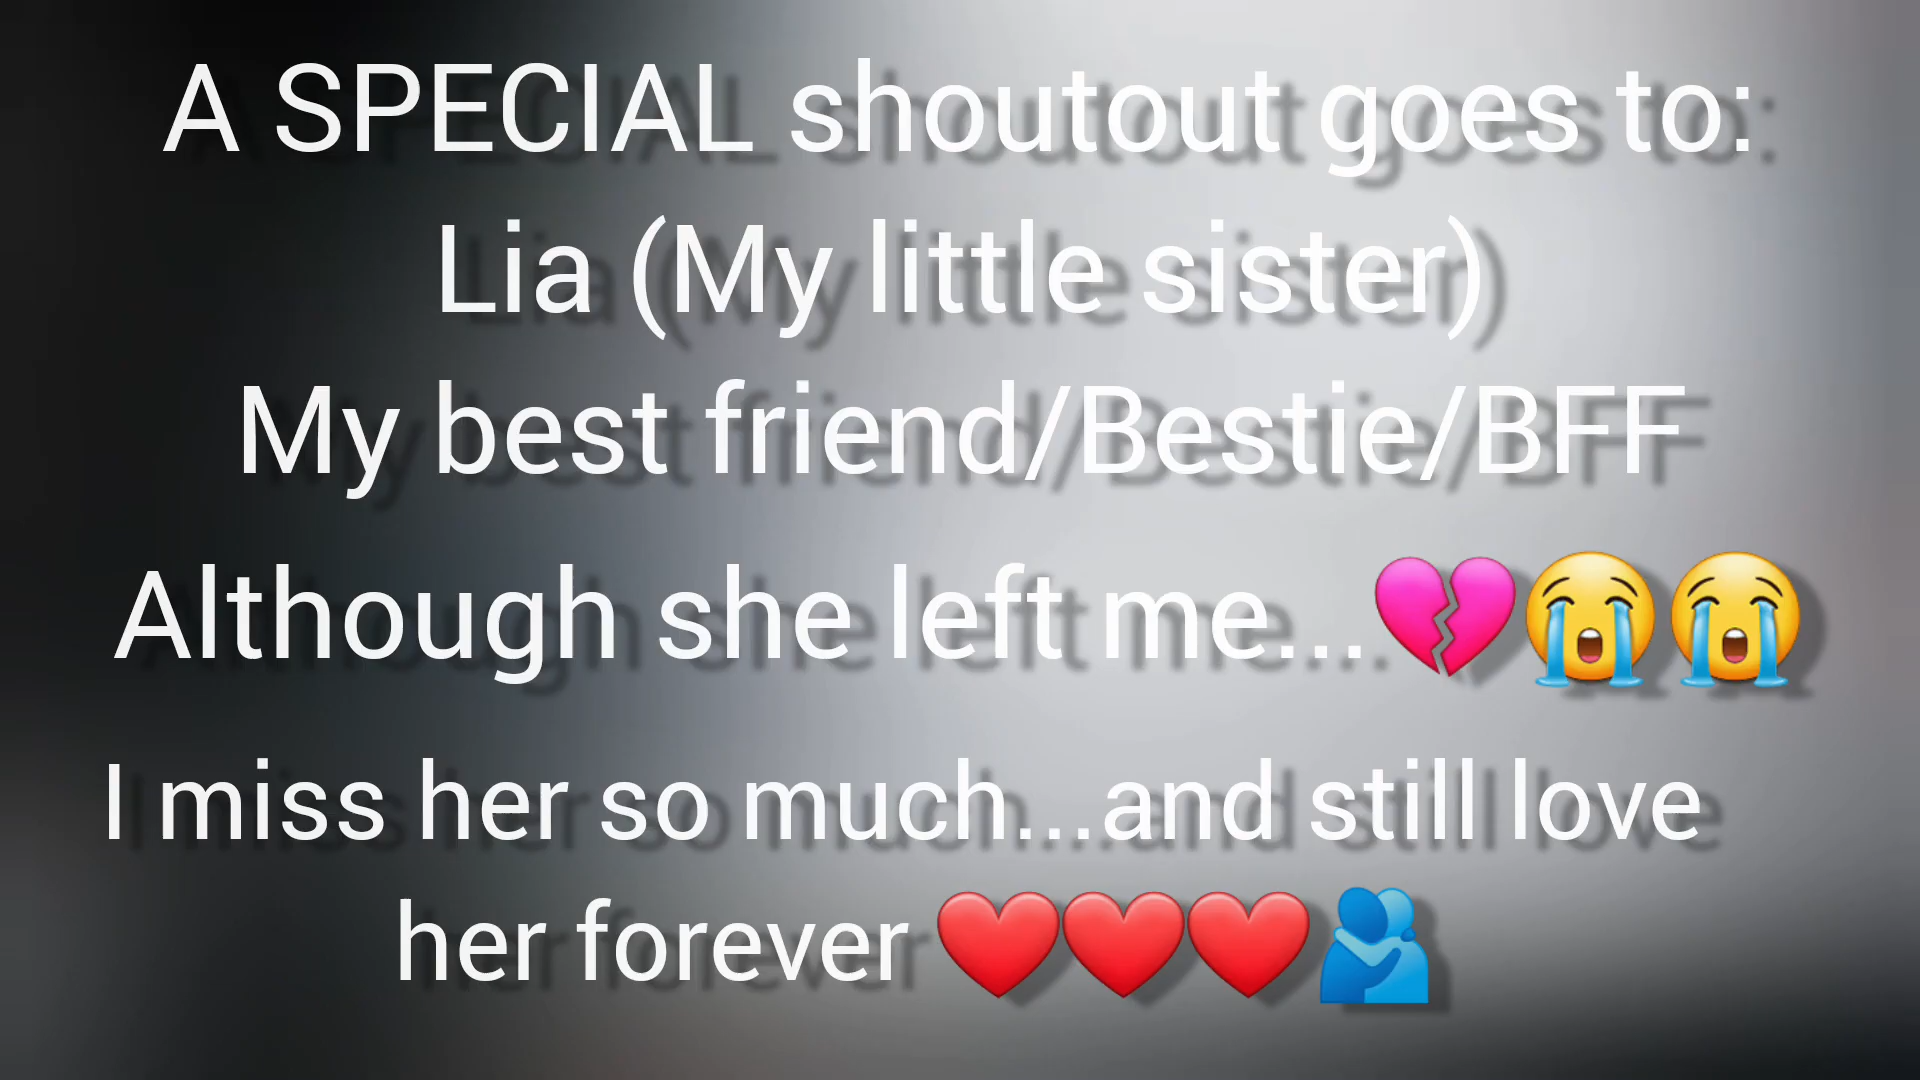 A SPECIAL shoutout goes to:
Lia (My little sister)
My best friend/Bestie/BFF
Although she left me...💔😭😭
I miss her so much...and still love
her forever ❤️❤️❤️🫂